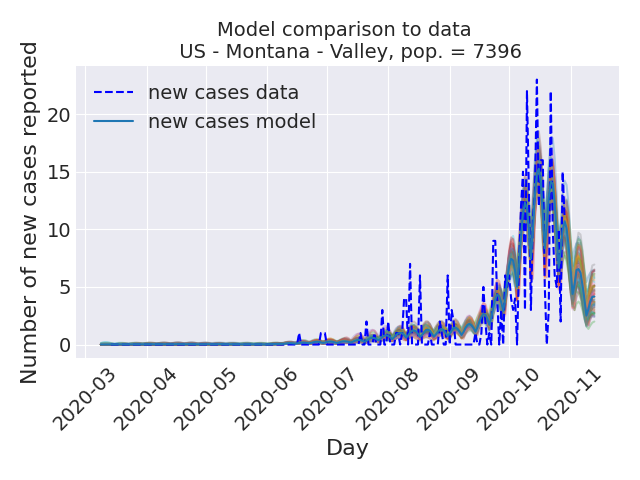 Model comparison to data
US - Montana - Valley, pop. = 7396
Number of new cases reported
new cases data
new cases model
20
15
10
5
0
2020-03
2020-04
2020-05
2020-06
2020-07
2020-08
2020-09
2020-10
2020-11
Day